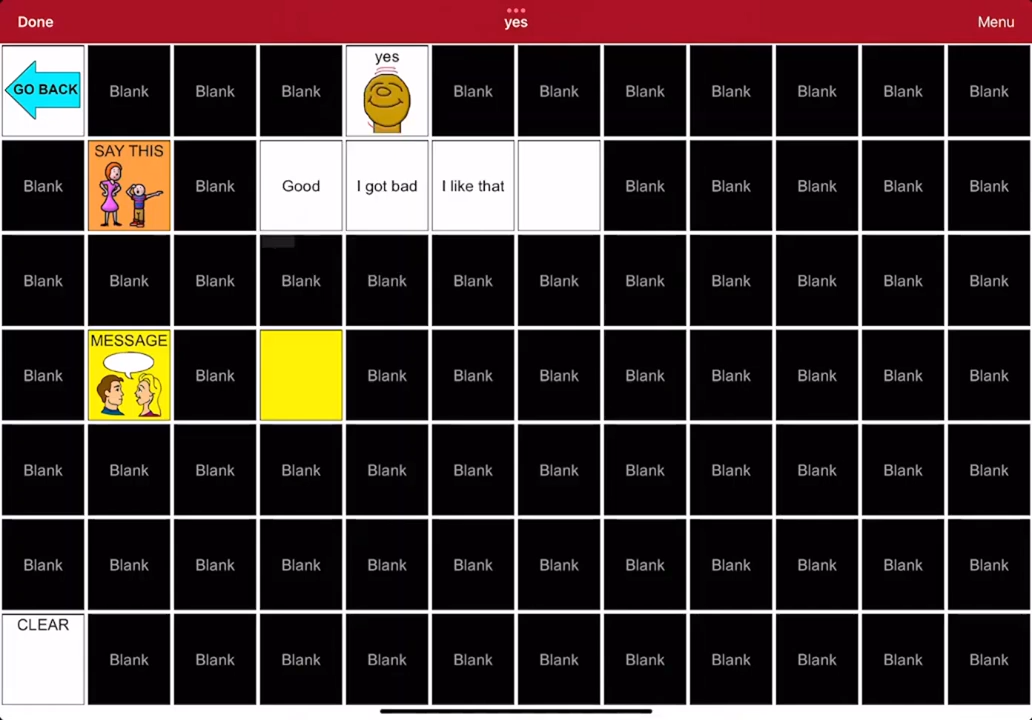 Done yes Menu
GO BACK Blank Blank Blank yes Blank Blank Blank Blank Blank Blank Blank
Blank SAY THIS Blank Good I got bad I like that Blank Blank Blank Blank Blank
Blank Blank Blank Blank Blank Blank Blank Blank Blank Blank Blank Blank
Blank MESSAGE Blank Blank Blank Blank Blank Blank Blank Blank Blank
Blank Blank Blank Blank Blank Blank Blank Blank Blank Blank Blank Blank
Blank Blank Blank Blank Blank Blank Blank Blank Blank Blank Blank Blank
CLEAR Blank Blank Blank Blank Blank Blank Blank Blank Blank Blank Blank